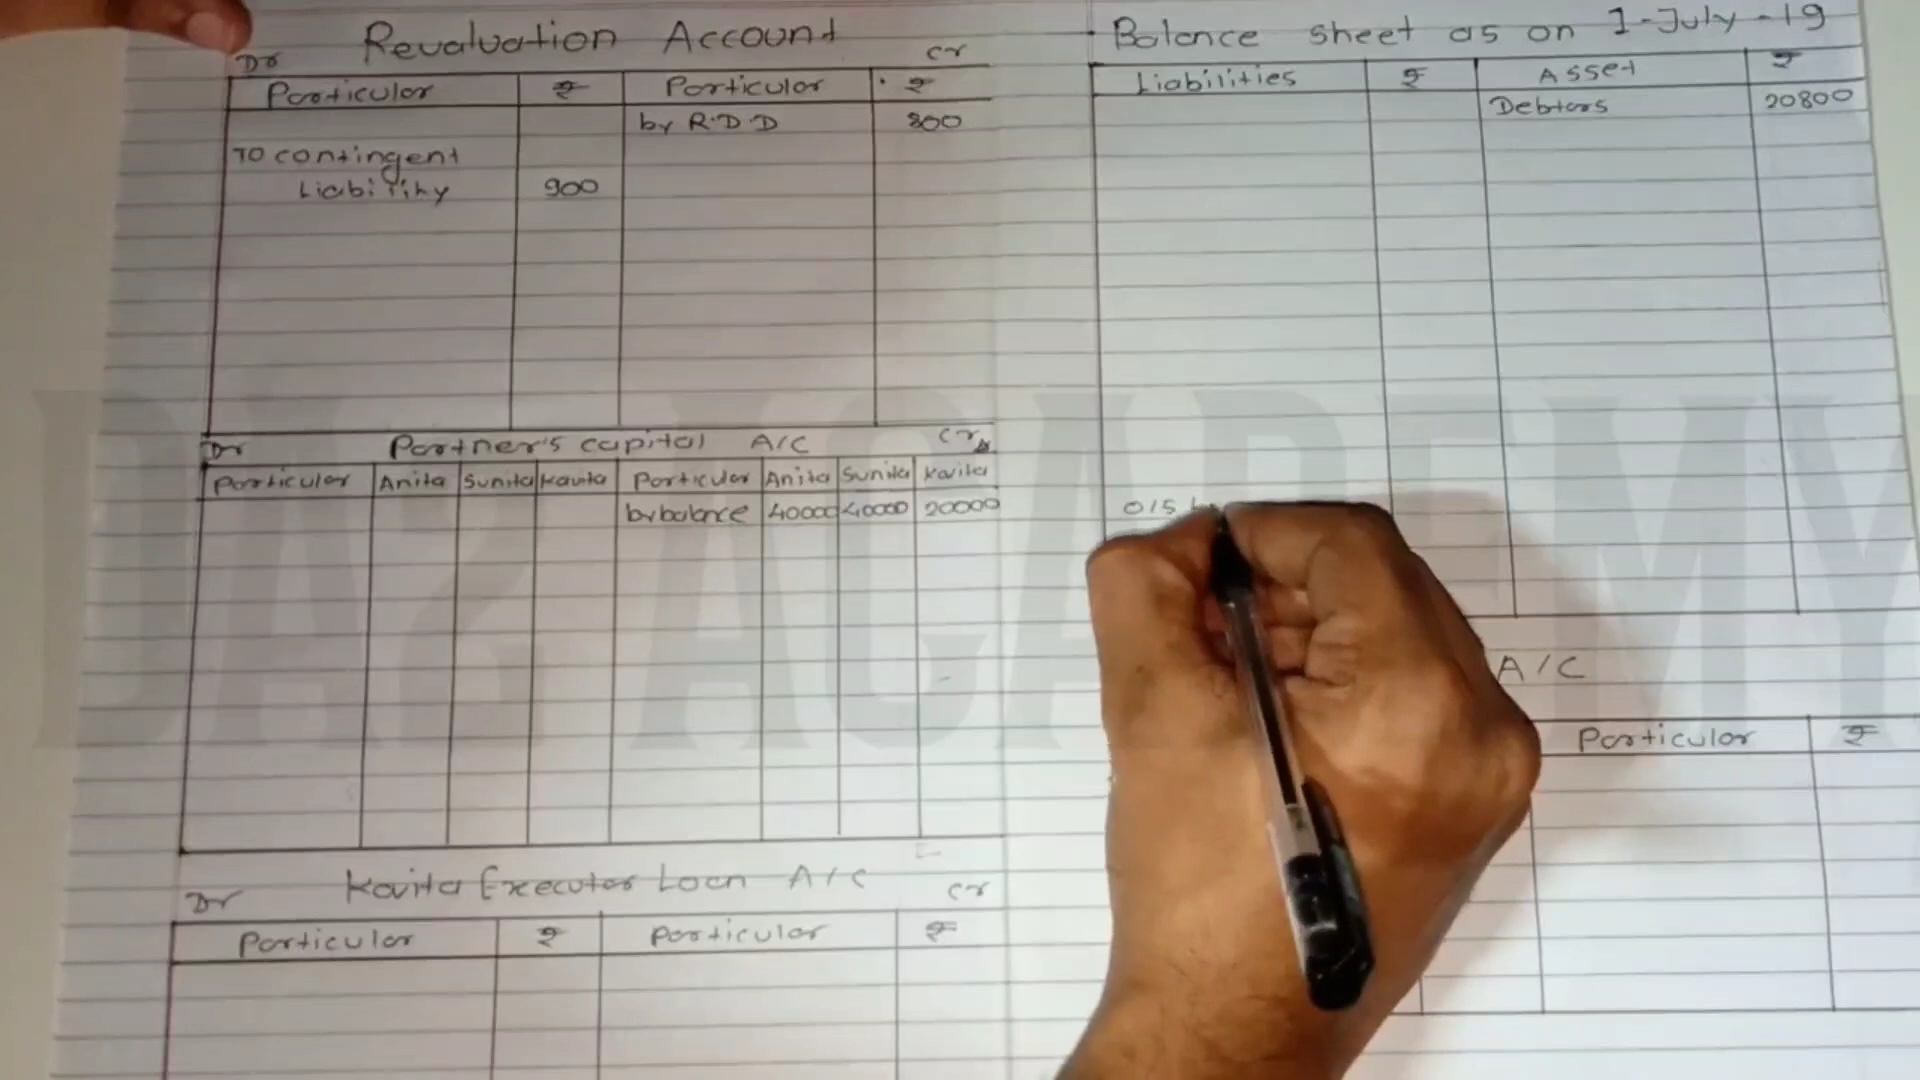 Revaluation Account
Dr Cr
Particular ₹ Particular ₹
by R.D.D 800
To contingent
Liability 900
Dr Partner's capital A/C Cr
Particular Anita Sunita Kavita Particular Anita Sunita Kavita
by balance 40000 40000 20000
Kavita Executor Loan A/C
Dr Cr
Particular ₹ Particular ₹
Balance sheet as on 1-July-19
Liabilities ₹ Asset ₹
Debtors 20800
O/S
A/C
Particular ₹
DAZ ACADEMY